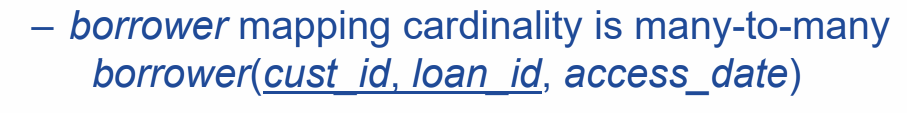 – borrower mapping cardinality is many-to-many
borrower(cust_id, loan_id, access_date)